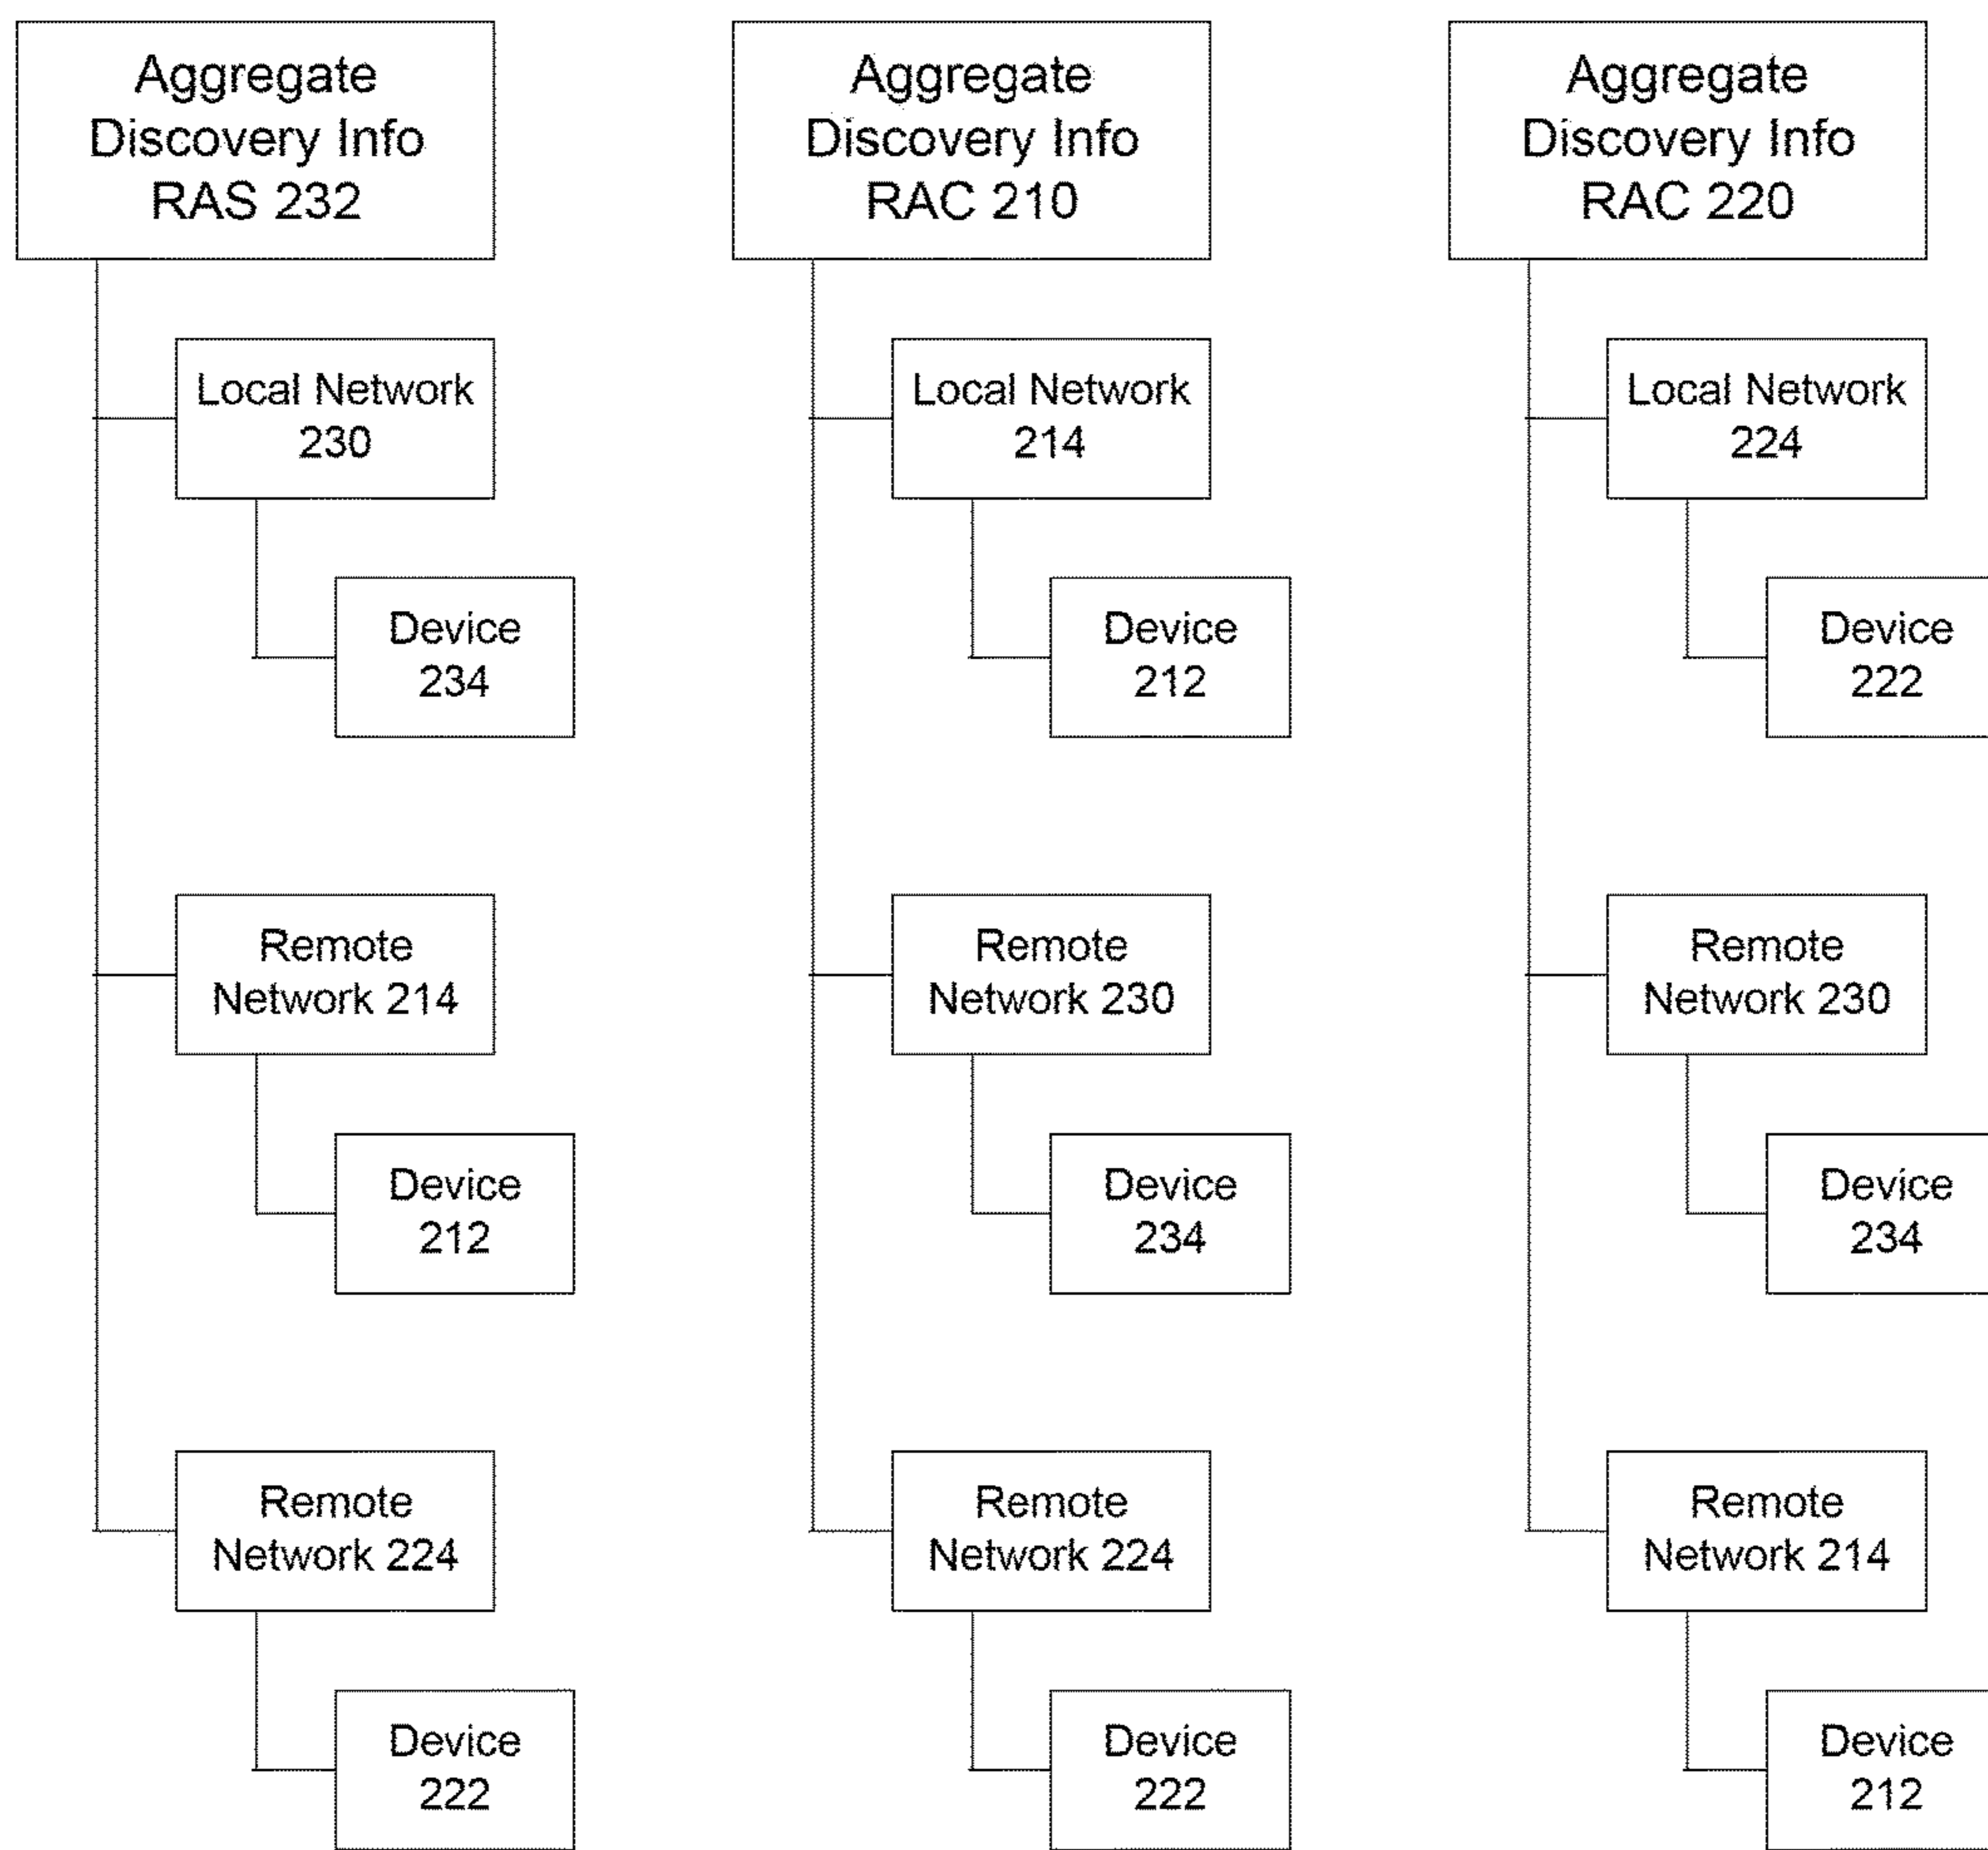 Aggregate
Discovery Info
RAS 232
Local Network
230
Device
234
Remote
Network 214
Device
212
Remote
Network 224
Device
222
Aggregate
Discovery Info
RAC 210
Local Network
214
Device
212
Remote
Network 230
Device
234
Remote
Network 224
Device
222
Aggregate
Discovery Info
RAC 220
Local Network
224
Device
222
Remote
Network 230
Device
234
Remote
Network 214
Device
212